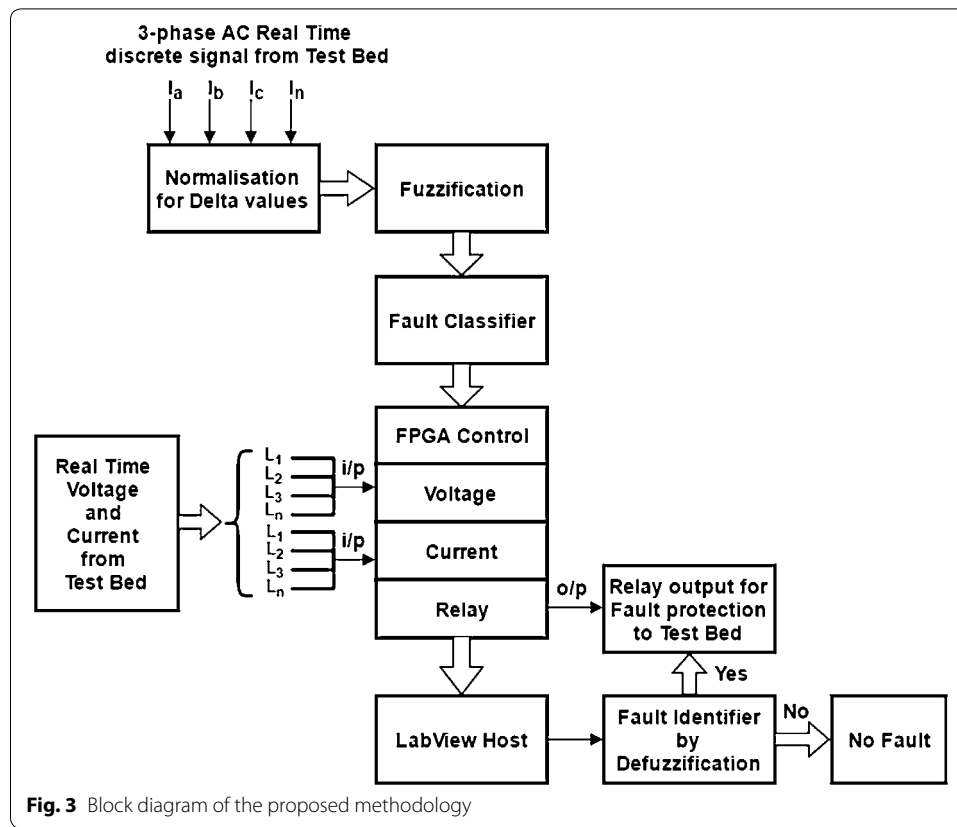 3-phase AC Real Time
discrete signal from Test Bed
Ia Ib Ic In
Normalisation
for Delta values
Fuzzification
Fault Classifier
FPGA Control
Voltage
Current
Relay
Real Time
Voltage
and
Current
from
Test Bed
L1
L2
L3
Ln
i/p
L1
L2
L3
Ln
i/p
o/p
Relay output for
Fault protection
to Test Bed
Yes
LabView Host
Fault Identifier
by
Defuzzification
No
No Fault
Fig. 3 Block diagram of the proposed methodology